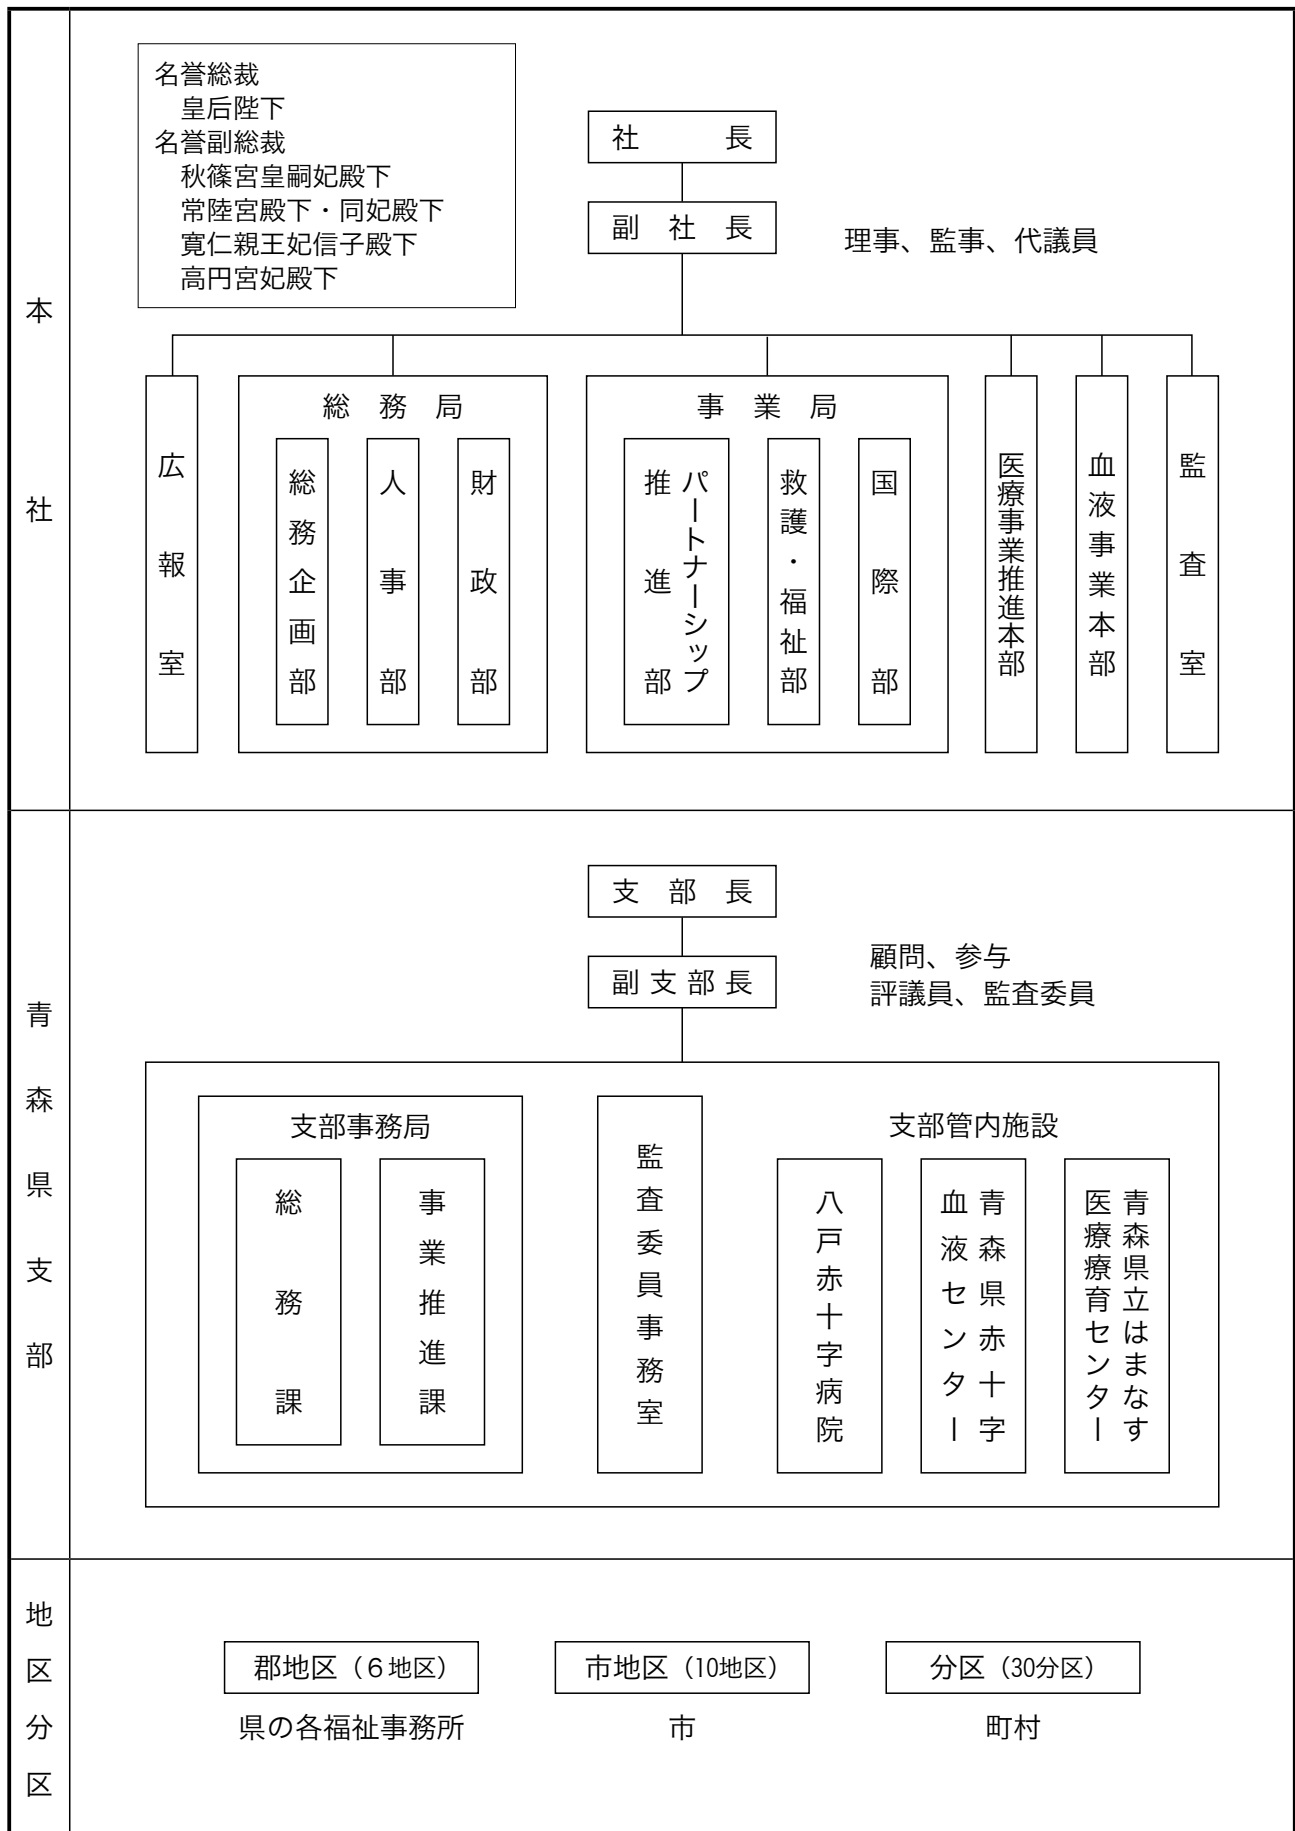 本社
名誉総裁
皇后陛下
名誉副総裁
秋篠宮皇嗣妃殿下
常陸宮殿下・同妃殿下
寛仁親王妃信子殿下
高円宮妃殿下
社長
副社長
理事、監事、代議員
広報室
総務局
総務企画部
人事部
財政部
事業局
パートナーシップ
推進部
救護・福祉部
国際部
医療事業推進本部
血液事業本部
監査室
青森県支部
支部長
副支部長
顧問、参与
評議員、監査委員
支部事務局
総務課
事業推進課
監査委員事務室
支部管内施設
八戸赤十字病院
青森県赤十字
血液センター
青森県立はまなす
医療療育センター
地区分区
郡地区（６地区）
県の各福祉事務所
市地区（10地区）
市
分区（30分区）
町村